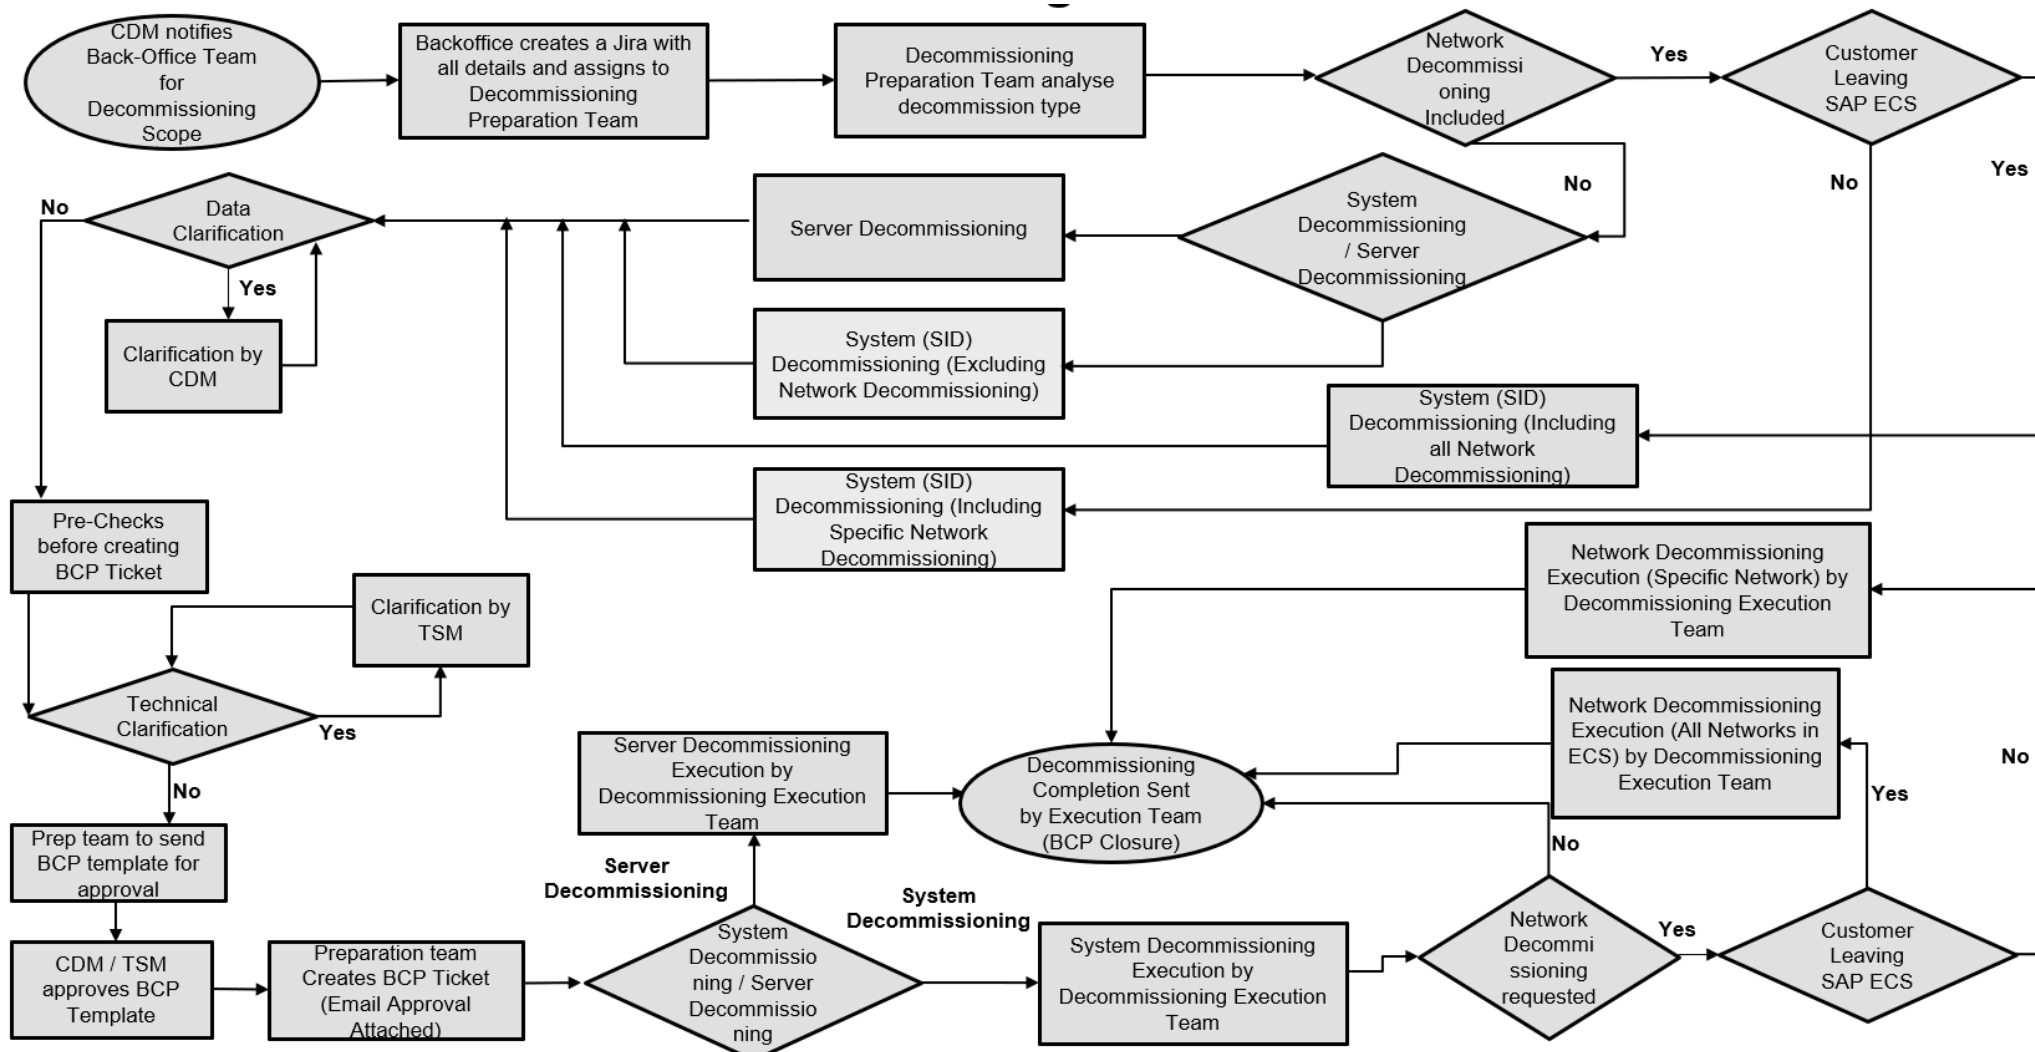 CDM notifies
Back-Office Team
for
Decommissioning
Scope
Backoffice creates a Jira with
all details and assigns to
Decommissioning
Preparation Team
Decommissioning
Preparation Team analyse
decommission type
Network
Decommissi
oning
Included
Yes
Customer
Leaving
SAP ECS
Yes
No
No
System
Decommissioning
/ Server
Decommissioning
Server Decommissioning
Data
Clarification
No
Yes
Clarification by
CDM
System (SID)
Decommissioning (Excluding
Network Decommissioning)
System (SID)
Decommissioning (Including
all Network
Decommissioning)
System (SID)
Decommissioning (Including
Specific Network
Decommissioning)
Pre-Checks
before creating
BCP Ticket
Clarification by
TSM
Technical
Clarification
Yes
No
Prep team to send
BCP template for
approval
CDM / TSM
approves BCP
Template
Preparation team
Creates BCP Ticket
(Email Approval
Attached)
System
Decommissio
ning / Server
Decommissio
ning
Server
Decommissioning
System
Decommissioning
Server Decommissioning
Execution by
Decommissioning Execution
Team
System Decommissioning
Execution by
Decommissioning Execution
Team
Network
Decommi
ssioning
requested
No
Yes
Customer
Leaving
SAP ECS
Yes
No
Network Decommissioning
Execution (All Networks in
ECS) by Decommissioning
Execution Team
Network Decommissioning
Execution (Specific Network) by
Decommissioning Execution
Team
Decommissioning
Completion Sent
by Execution Team
(BCP Closure)